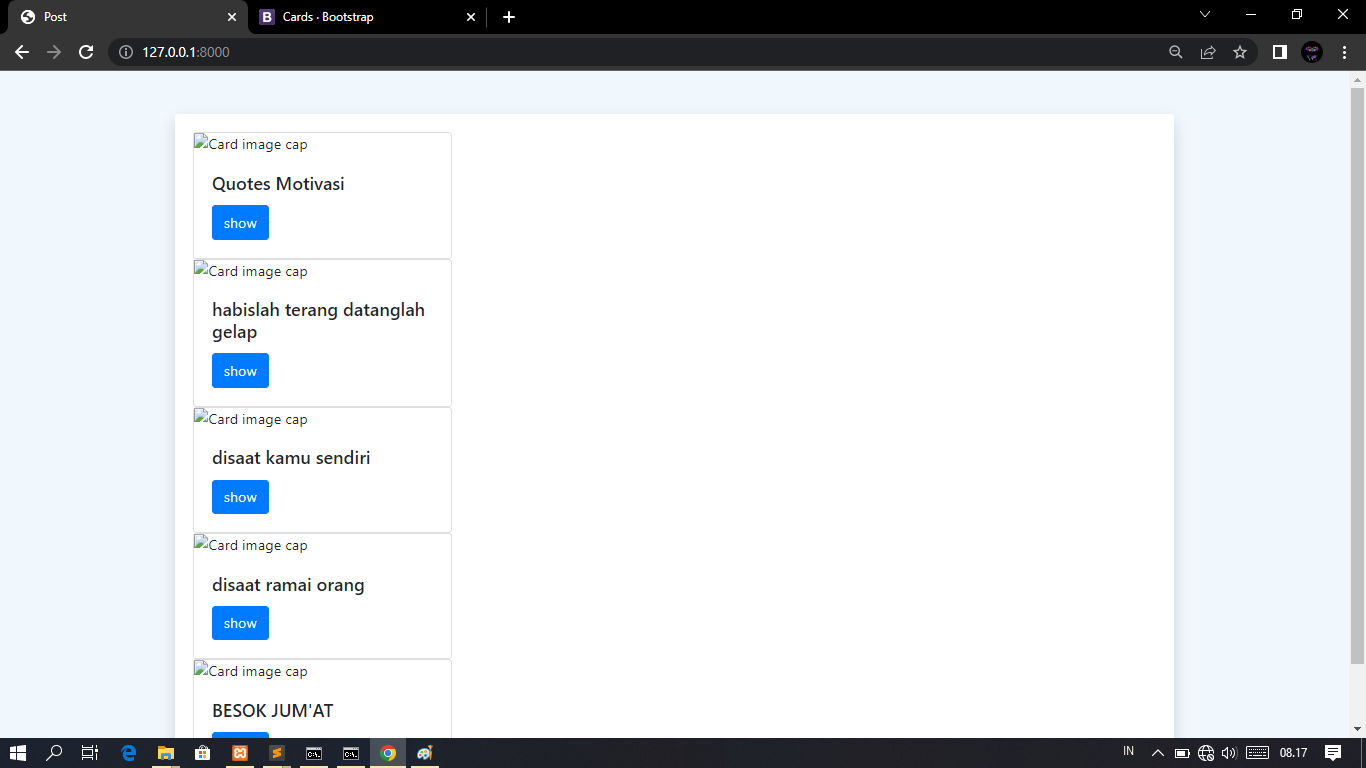 Post
Cards · Bootstrap
127.0.0.1:8000
Card image cap
Quotes Motivasi
show
Card image cap
habislah terang datanglah
gelap
show
Card image cap
disaat kamu sendiri
show
Card image cap
disaat ramai orang
show
Card image cap
BESOK JUM'AT
IN
08.17